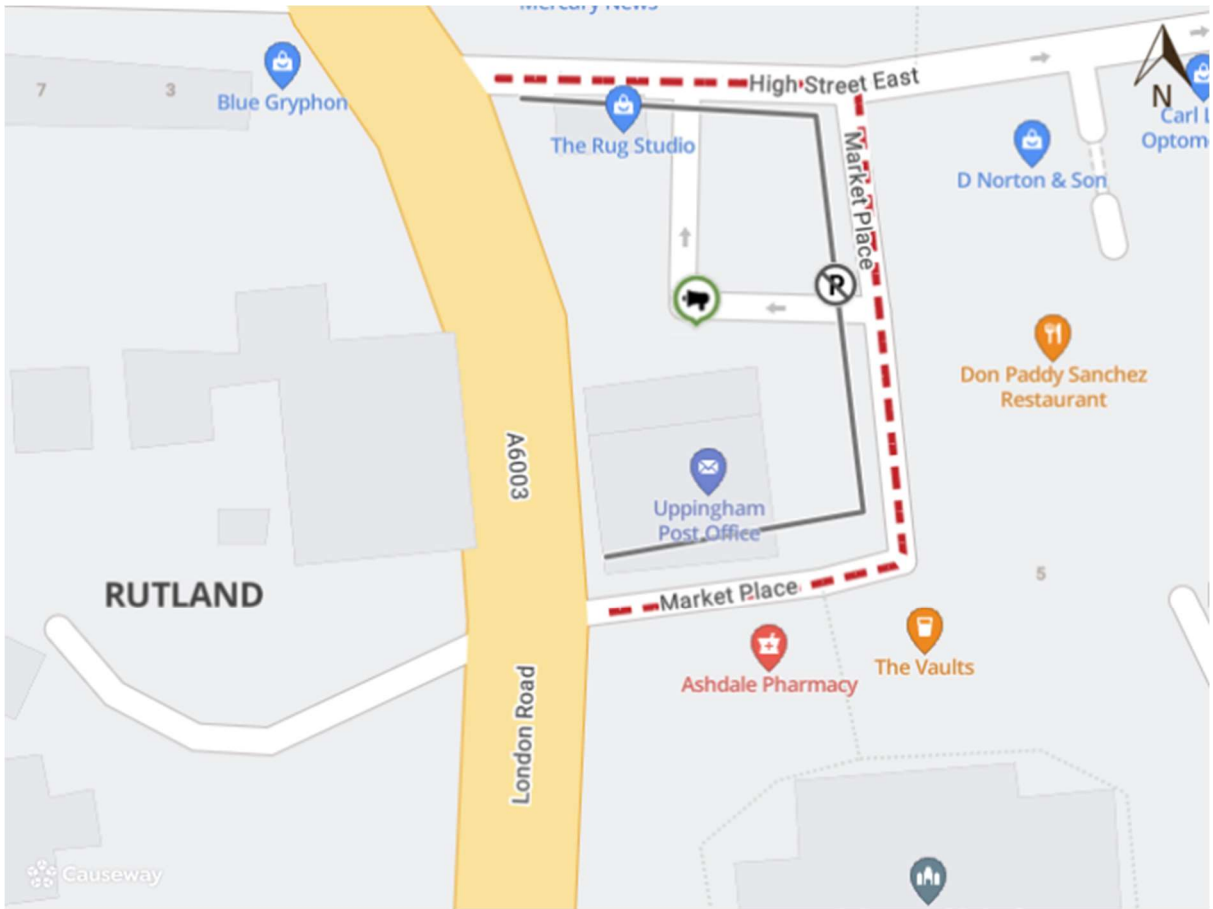 Mercury News
7
3
Blue Gryphon
High Street East
The Rug Studio
N
Carl L
Optom
Market Place
D Norton & Son
R
Don Paddy Sanchez
Restaurant
A6003
Uppingham
Post Office
RUTLAND
Market Place
5
Ashdale Pharmacy
The Vaults
London Road
Causeway